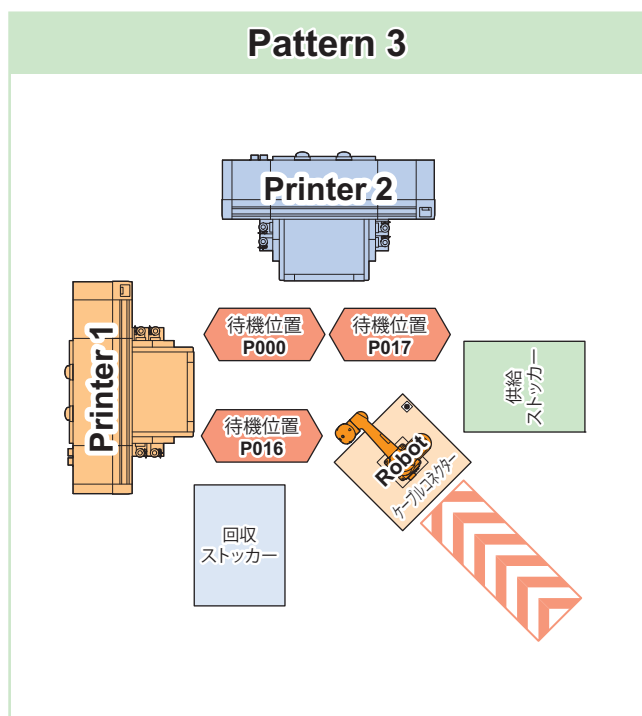 Pattern 3
Printer 2
Printer 1
待機位置
P000
待機位置
P017
供給
ストッカー
待機位置
P016
Robot
ケーブルコネクター
回収
ストッカー